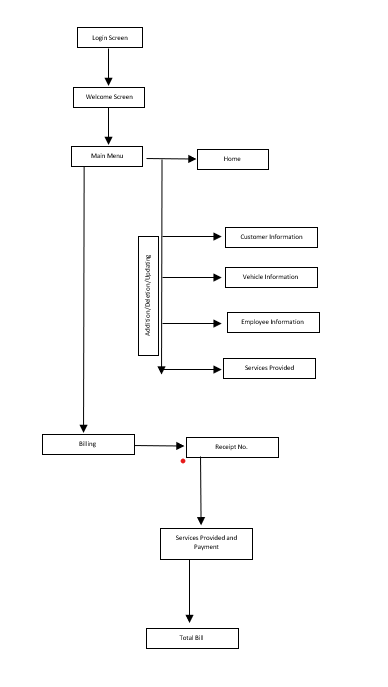 Login Screen
Welcome Screen
Main Menu
Home
Addition/Deletion/Updating
Customer Information
Vehicle Information
Employee Information
Services Provided
Billing
Receipt No.
Services Provided and
Payment
Total Bill